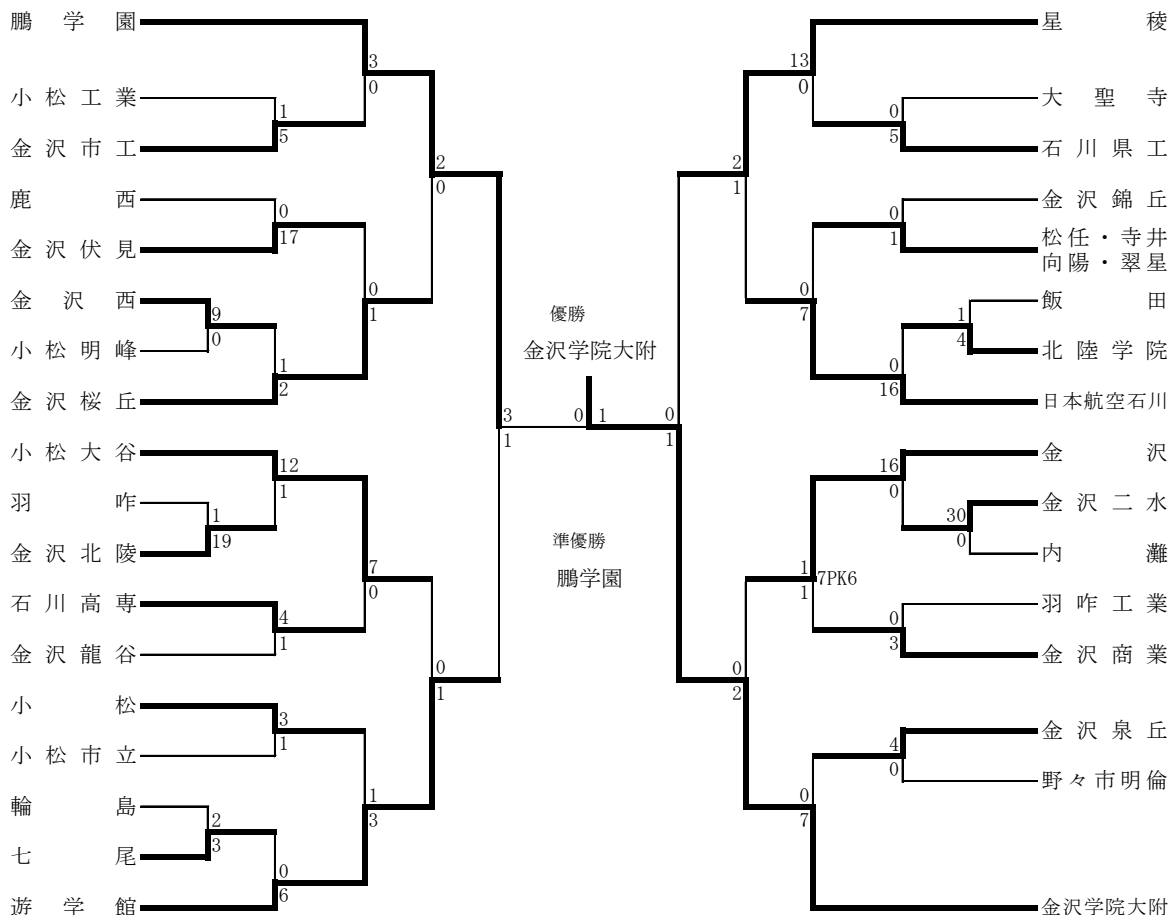 鵬学園
3
0
小松工業
1
5
金沢市工
2
0
鹿西
0
17
金沢伏見
0
1
金沢西
9
0
小松明峰
1
2
金沢桜丘
3
1
小松大谷
12
1
羽咋
1
19
金沢北陵
7
0
石川高専
4
1
金沢龍谷
0
1
小松
3
1
小松市立
1
3
輪島
2
3
七尾
0
6
遊学館
優勝
金沢学院大附
0 1
準優勝
鵬学園
星稜
13
0
大聖寺
0
5
石川県工
2
1
金沢錦丘
0
1
松任・寺井
向陽・翠星
0
7
飯田
1
4
北陸学院
0
16
日本航空石川
0
1
金沢
16
0
金沢二水
30
0
内灘
1
1
7PK6
羽咋工業
0
3
金沢商業
0
2
金沢泉丘
4
0
野々市明倫
0
7
金沢学院大附